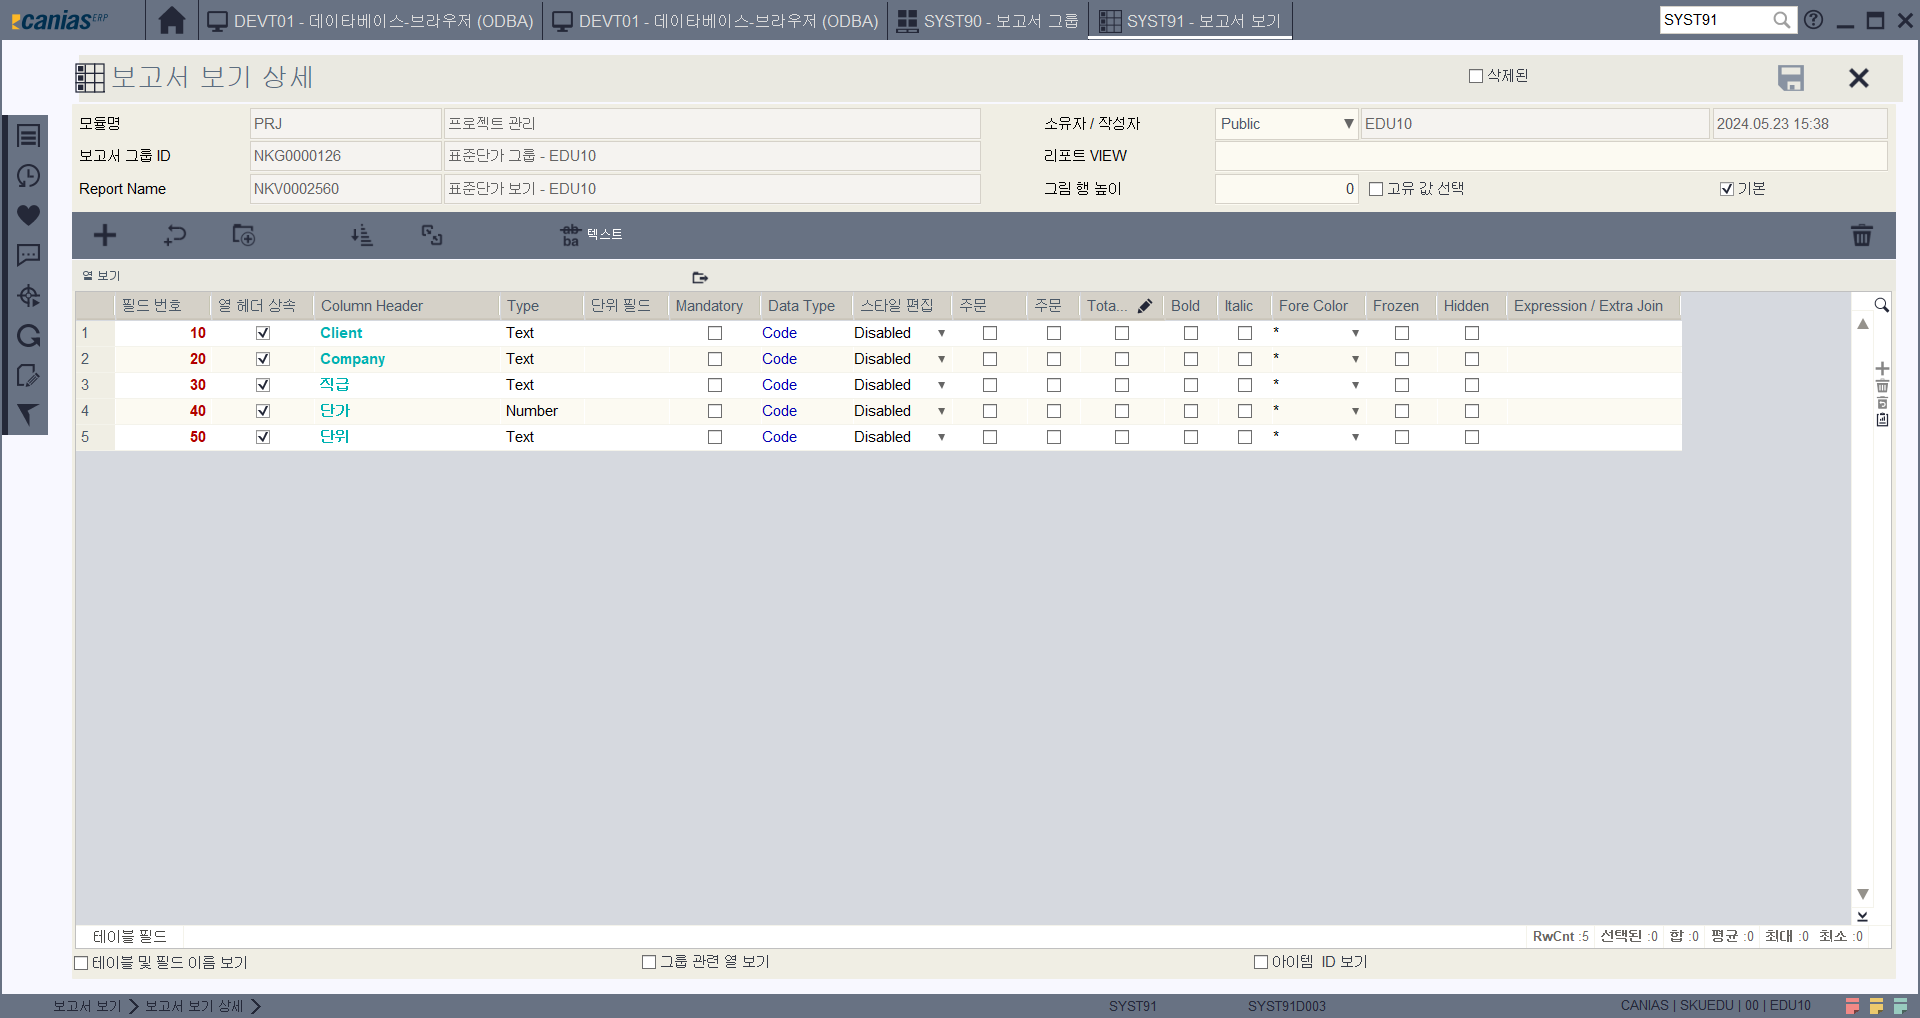 caniasERP
DEVT01 - 데이타베이스-브라우저 (ODBA)
DEVT01 - 데이타베이스-브라우저 (ODBA)
SYST90 - 보고서 그룹
SYST91 - 보고서 보기
SYST91
보고서 보기 상세
삭제된
모듈명 PRJ 프로젝트 관리 소유자 / 작성자 Public EDU10 2024.05.23 15:38
보고서 그룹 ID NKG0000126 표준단가 그룹 - EDU10 리포트 VIEW
Report Name NKV0002560 표준단가 보기 - EDU10 그림 행 높이 0 고유 값 선택 기본
ab ba 텍스트
열 보기
필드 번호 열 헤더 상속 Column Header Type 단위 필드 Mandatory Data Type 스타일 편집 주문 주문 Tota... Bold Italic Fore Color Frozen Hidden Expression / Extra Join
1 10 Client Text Code Disabled *
2 20 Company Text Code Disabled *
3 30 직급 Text Code Disabled *
4 40 단가 Number Code Disabled *
5 50 단위 Text Code Disabled *
테이블 필드 RwCnt :5 선택된 :0 합 :0 평균 :0 최대 :0 최소 :0
테이블 및 필드 이름 보기 그룹 관련 열 보기 아이템 ID 보기
보고서 보기 보고서 보기 상세 SYST91 SYST91D003 CANIAS | SKUEDU | 00 | EDU10